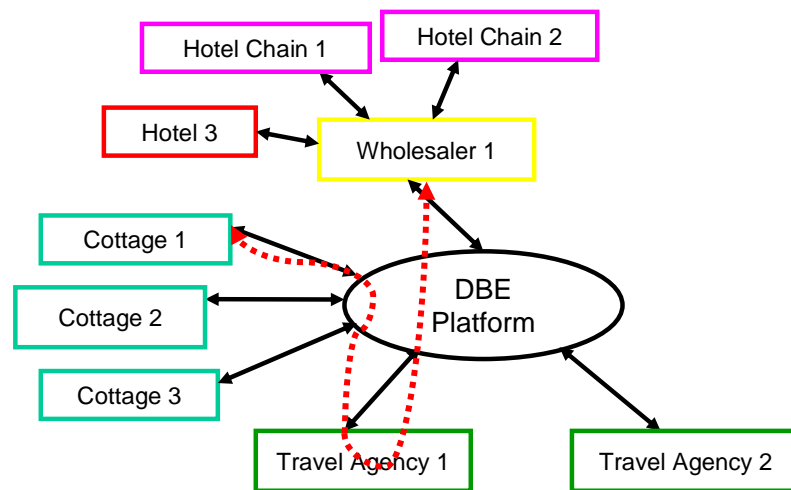 Hotel Chain 1
Hotel Chain 2
Hotel 3
Wholesaler 1
Cottage 1
Cottage 2
Cottage 3
DBE
Platform
Travel Agency 1
Travel Agency 2